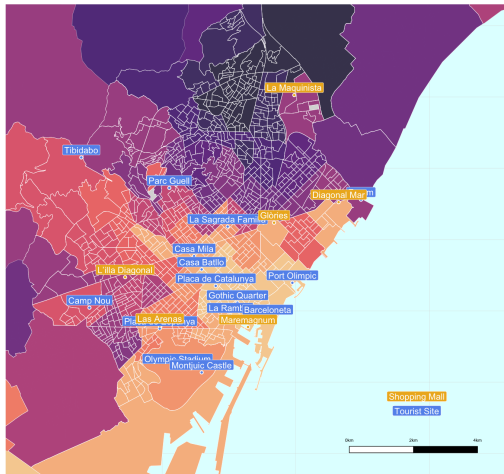 La Maquinista
Tibidabo
Parc Guell
Diagonal Mar
La Sagrada Familia
Glòries
Casa Mila
Casa Batllo
L'illa Diagonal
Placa de Catalunya
Port Olimpic
Gothic Quarter
Camp Nou
La Ramb
Barceloneta
Las Arenas
Maremagnum
Olympic Stadium
Montjuic Castle
Shopping Mall
Tourist Site
0km
2km
4km